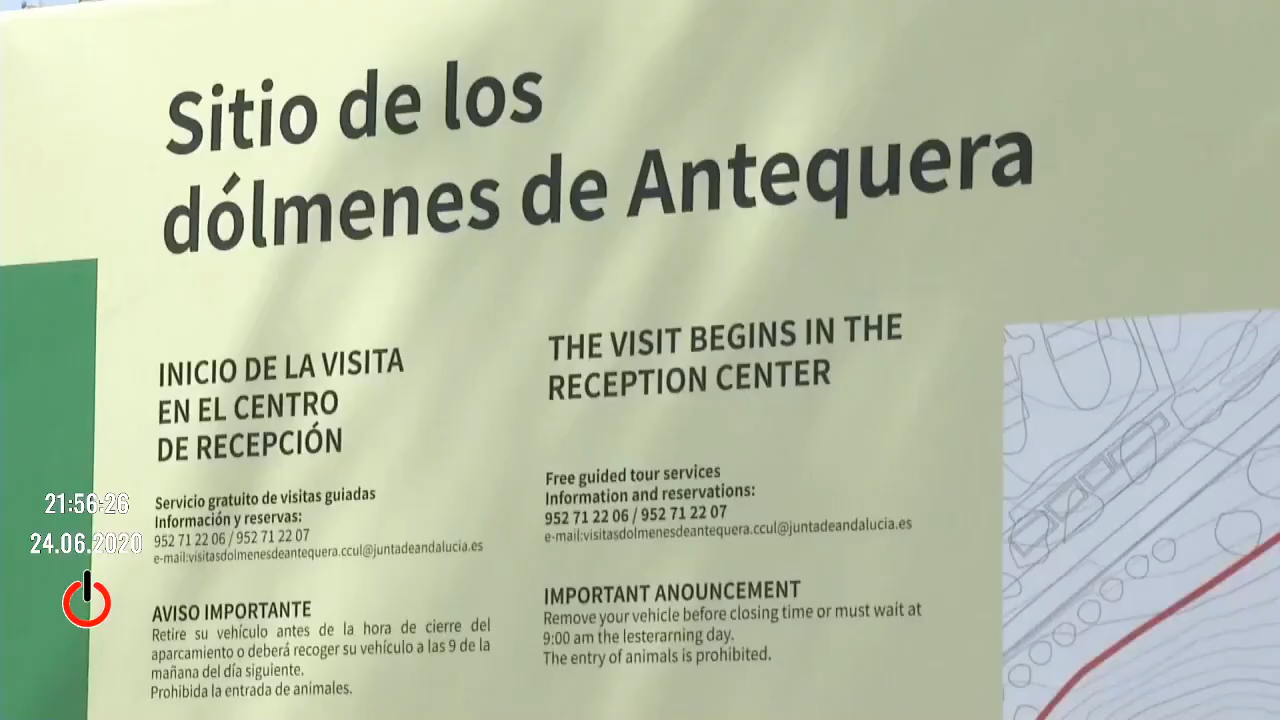 Sitio de los
dólmenes de Antequera
INICIO DE LA VISITA
EN EL CENTRO
DE RECEPCIÓN
Servicio gratuito de visitas guiadas
Información y reservas:
952 71 22 06 / 952 71 22 07
e-mail:visitasdolmenesdeantequera.ccul@juntadeandalucia.es
AVISO IMPORTANTE
Retire su vehículo antes de la hora de cierre del
aparcamiento o deberá recoger su vehículo a las 9 de la
mañana del día siguiente.
Prohibida la entrada de animales.
THE VISIT BEGINS IN THE
RECEPTION CENTER
Free guided tour services
Information and reservations:
952 71 22 06 / 952 71 22 07
e-mail:visitasdolmenesdeantequera.ccul@juntadeandalucia.es
IMPORTANT ANOUNCEMENT
Remove your vehicle before closing time or must wait at
9:00 am the lesterarning day.
The entry of animals is prohibited.
21:56:26
24.06.2020